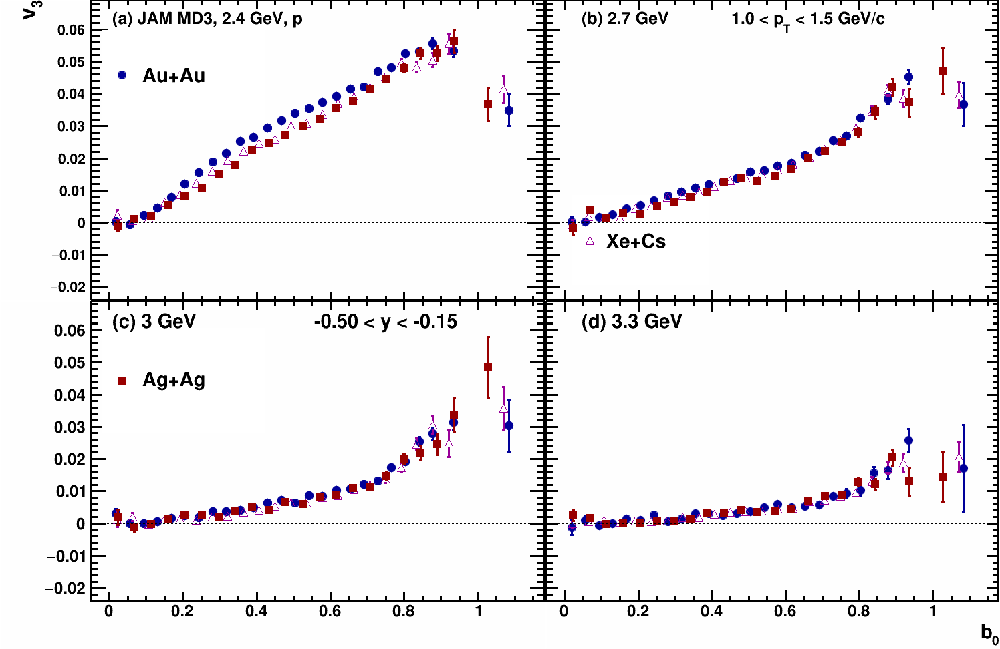 v3
(a) JAM MD3, 2.4 GeV, p
(b) 2.7 GeV
1.0 < pT < 1.5 GeV/c
0.06
0.05
0.04
0.03
0.02
0.01
0
−0.01
−0.02
Au+Au
Xe+Cs
(c) 3 GeV
-0.50 < y < -0.15
(d) 3.3 GeV
0.06
0.05
0.04
0.03
0.02
0.01
0
−0.01
−0.02
Ag+Ag
0 0.2 0.4 0.6 0.8 1
0 0.2 0.4 0.6 0.8 1
b0